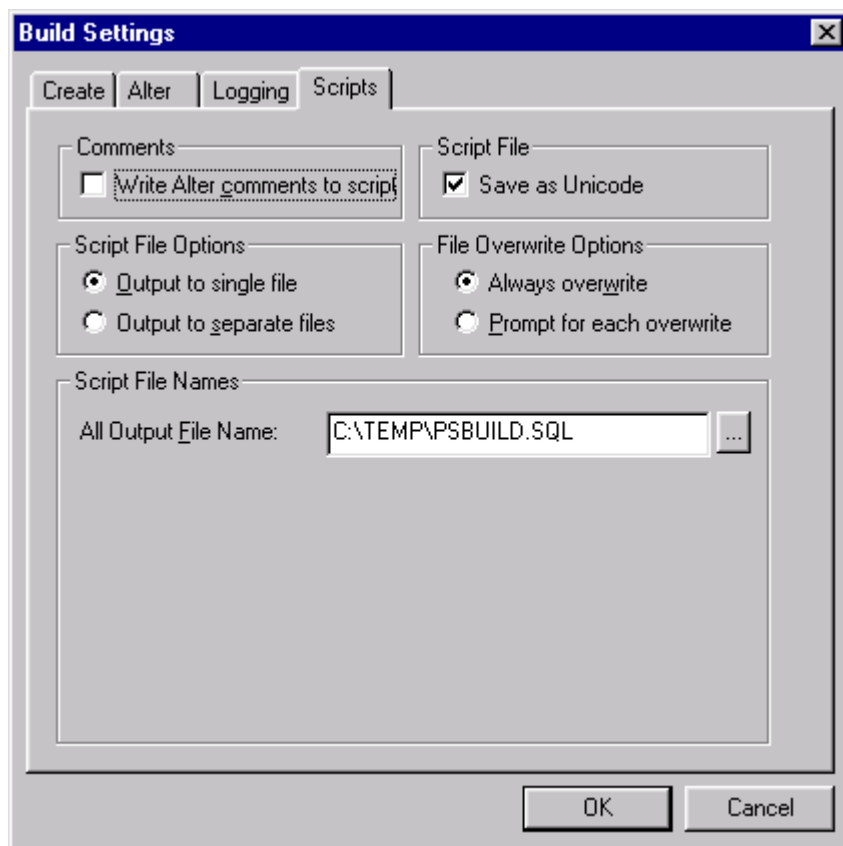 Build Settings
Create Alter Logging Scripts
Comments
Write Alter comments to script
Script File
Save as Unicode
Script File Options
Output to single file
Output to separate files
File Overwrite Options
Always overwrite
Prompt for each overwrite
Script File Names
All Output File Name: C:\TEMP\PSBUILD.SQL ...
OK Cancel